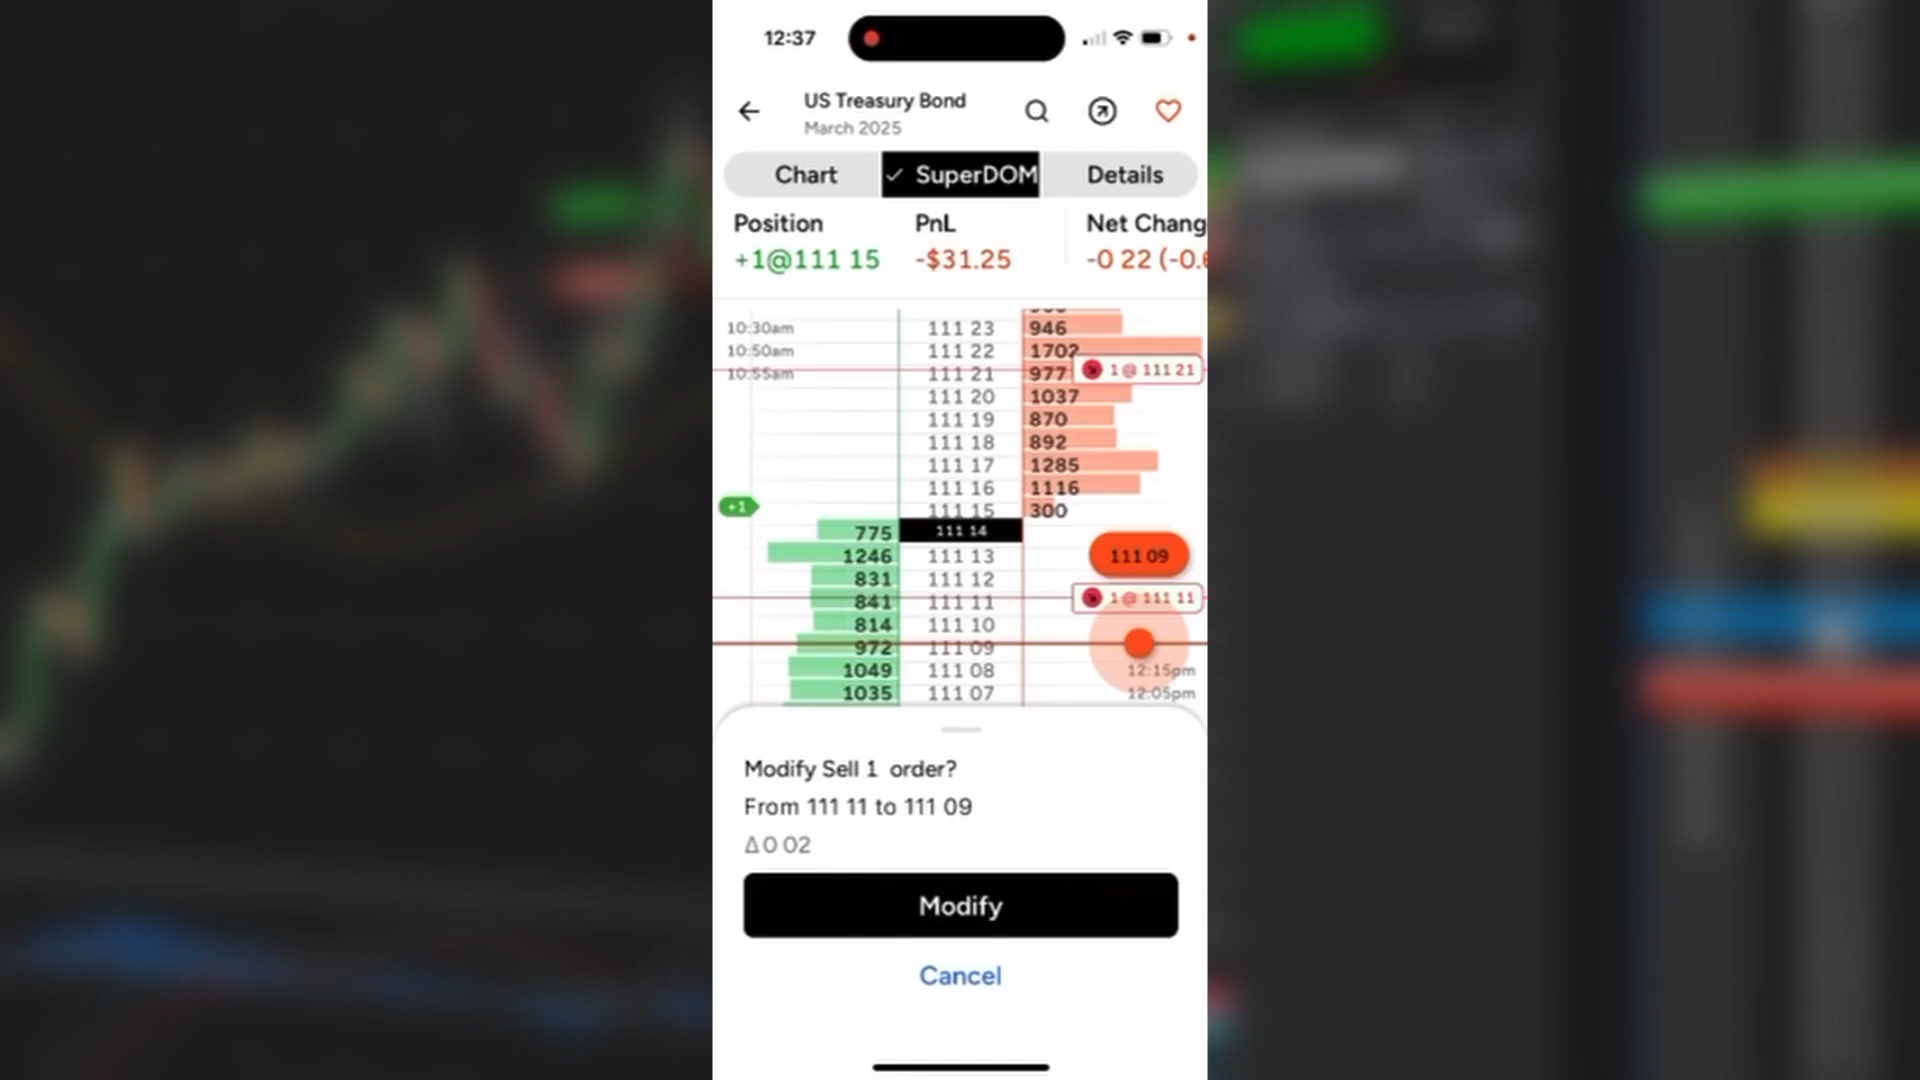 12:37
US Treasury Bond
March 2025
Chart
SuperDOM
Details
Position
PnL
Net Chang
+1@111 15
-$31.25
-0 22 (-0.
10:30am 111 23 946
10:50am 111 22 1702
10:55am 111 21 977 1@ 111 21
111 20 1037
111 19 870
111 18 892
111 17 1285
111 16 1116
+1 111 15 300
775 111 14
1246 111 13 111 09
831 111 12
841 111 11 1@ 111 11
814 111 10
972 111 09
1049 111 08 12:15pm
1035 111 07 12:05pm
Modify Sell 1 order?
From 111 11 to 111 09
Δ 0 02
Modify
Cancel